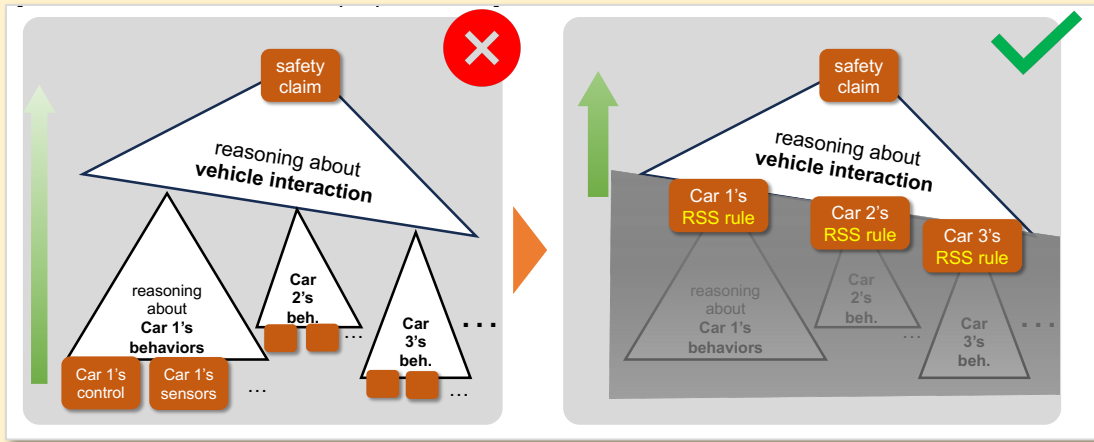 safety
claim
reasoning about
vehicle interaction
reasoning
about
Car 1's
behaviors
Car
2's
beh.
Car
3's
beh.
...
...
Car 1's
control
Car 1's
sensors
...
...
safety
claim
reasoning about
vehicle interaction
Car 1's
RSS rule
Car 2's
RSS rule
Car 3's
RSS rule
reasoning
about
Car 1's
behaviors
Car
2's
beh.
Car
3's
beh.
...
...